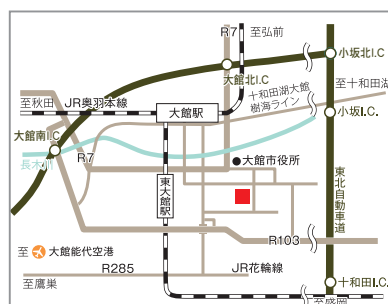 R7
至弘前
小坂北I.C
大館北I.C
至十和田湖
十和田湖大館
樹海ライン
至秋田
JR奥羽本線
大館駅
小坂I.C.
大館南I.C
R7
長木川
大館市役所
東大館駅
東北自動車道
R103
至
大館能代空港
R285
JR花輪線
至鷹巣
十和田I.C
至盛岡